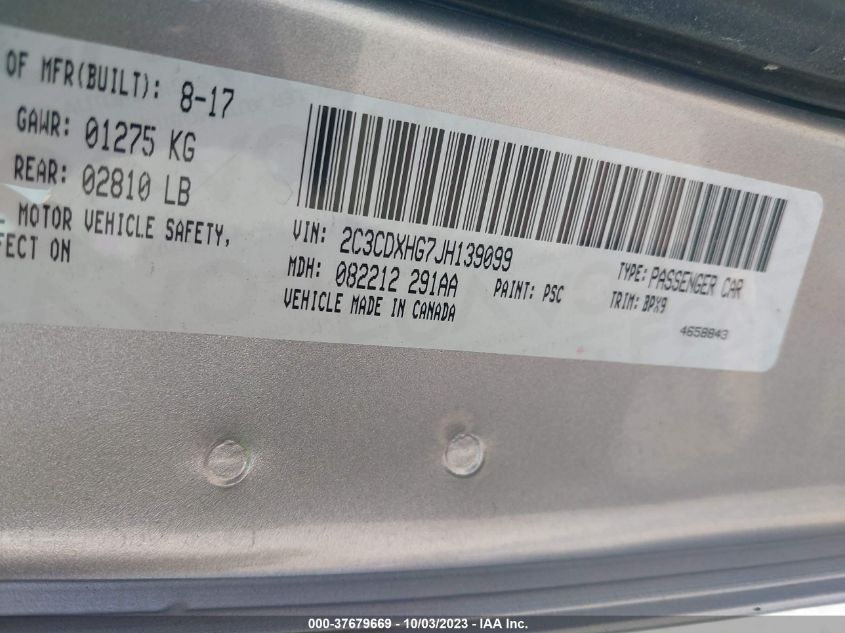 OF MFR(BUILT): 8-17
GAWR: 01275 KG
REAR: 02810 LB
MOTOR VEHICLE SAFETY,
FECT ON
VIN: 2C3CDXHG7JH139099
MDH: 082212 291AA
PAINT: PSC
VEHICLE MADE IN CANADA
TYPE: PASSENGER CAR
TRIM: BPX9
4658843
000-37679669 - 10/03/2023 - IAA Inc.